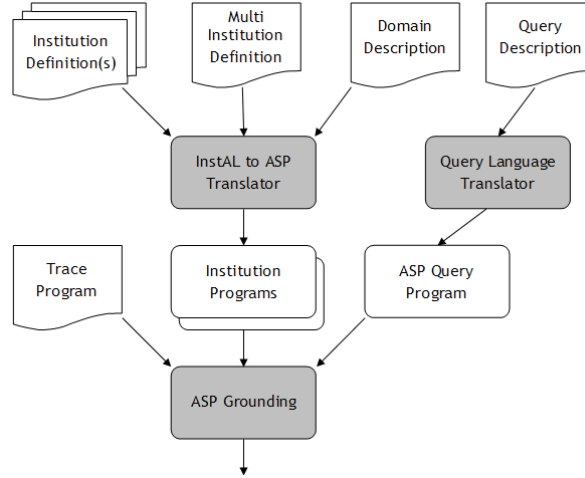 Institution
Definition(s)
Multi
Institution
Definition
Domain
Description
Query
Description
InstAL to ASP
Translator
Query Language
Translator
Trace
Program
Institution
Programs
ASP Query
Program
ASP Grounding